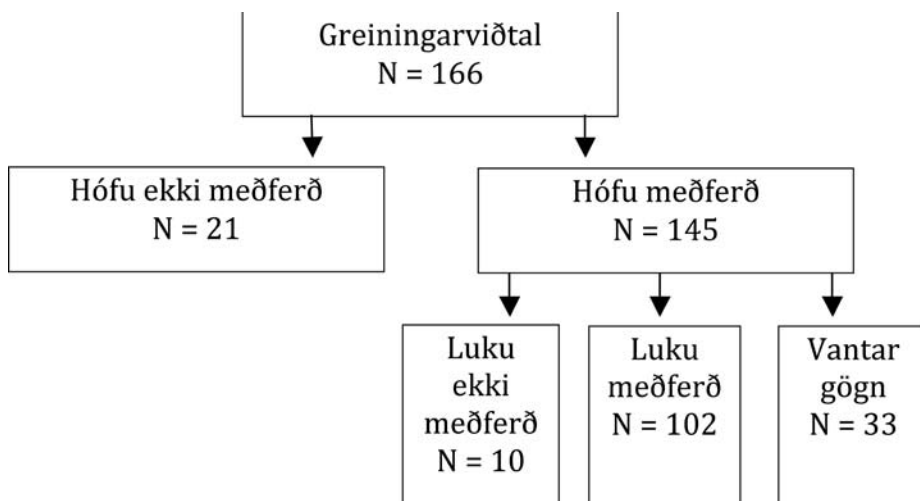 Greiningarviðtal
N = 166
Hófu ekki meðferð
N = 21
Hófu meðferð
N = 145
Luku
ekki
meðferð
N = 10
Luku
meðferð
N = 102
Vantar
gögn
N = 33